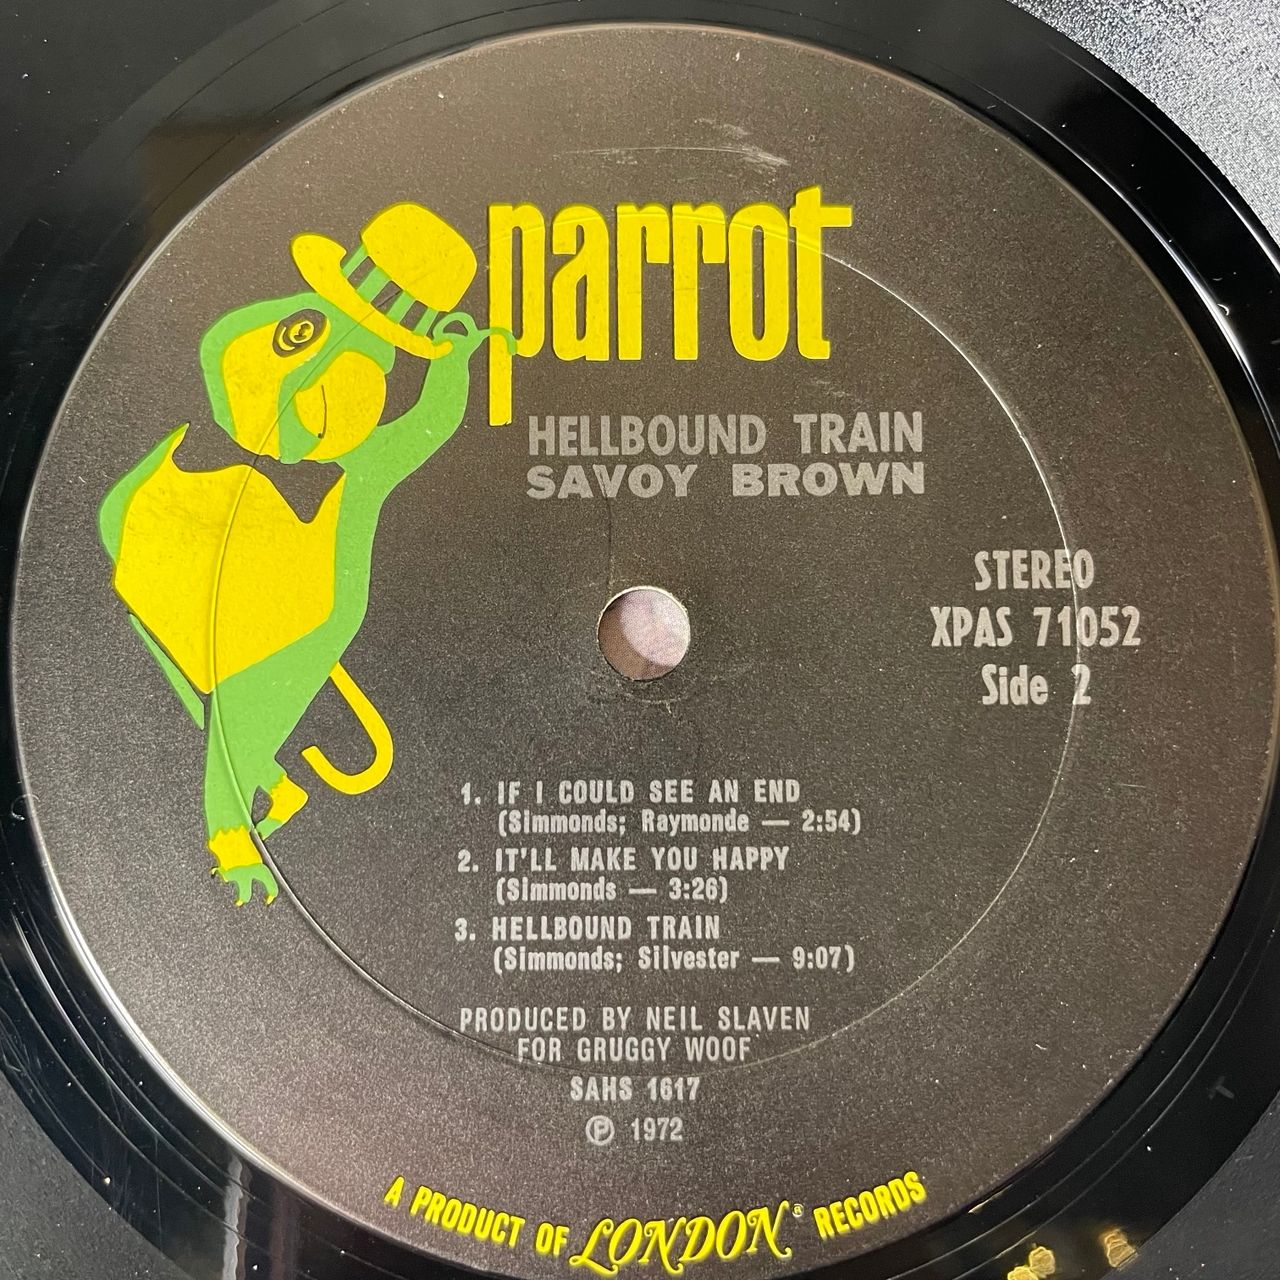 parrot
HELLBOUND TRAIN
SAVOY BROWN
STEREO
XPAS 71052
Side 2
1. IF I COULD SEE AN END
(Simmonds; Raymonde — 2:54)
2. IT'LL MAKE YOU HAPPY
(Simmonds — 3:26)
3. HELLBOUND TRAIN
(Simmonds; Silvester — 9:07)
PRODUCED BY NEIL SLAVEN
FOR GRUGGY WOOF
SAHS 1617
℗ 1972
A PRODUCT OF LONDON® RECORDS